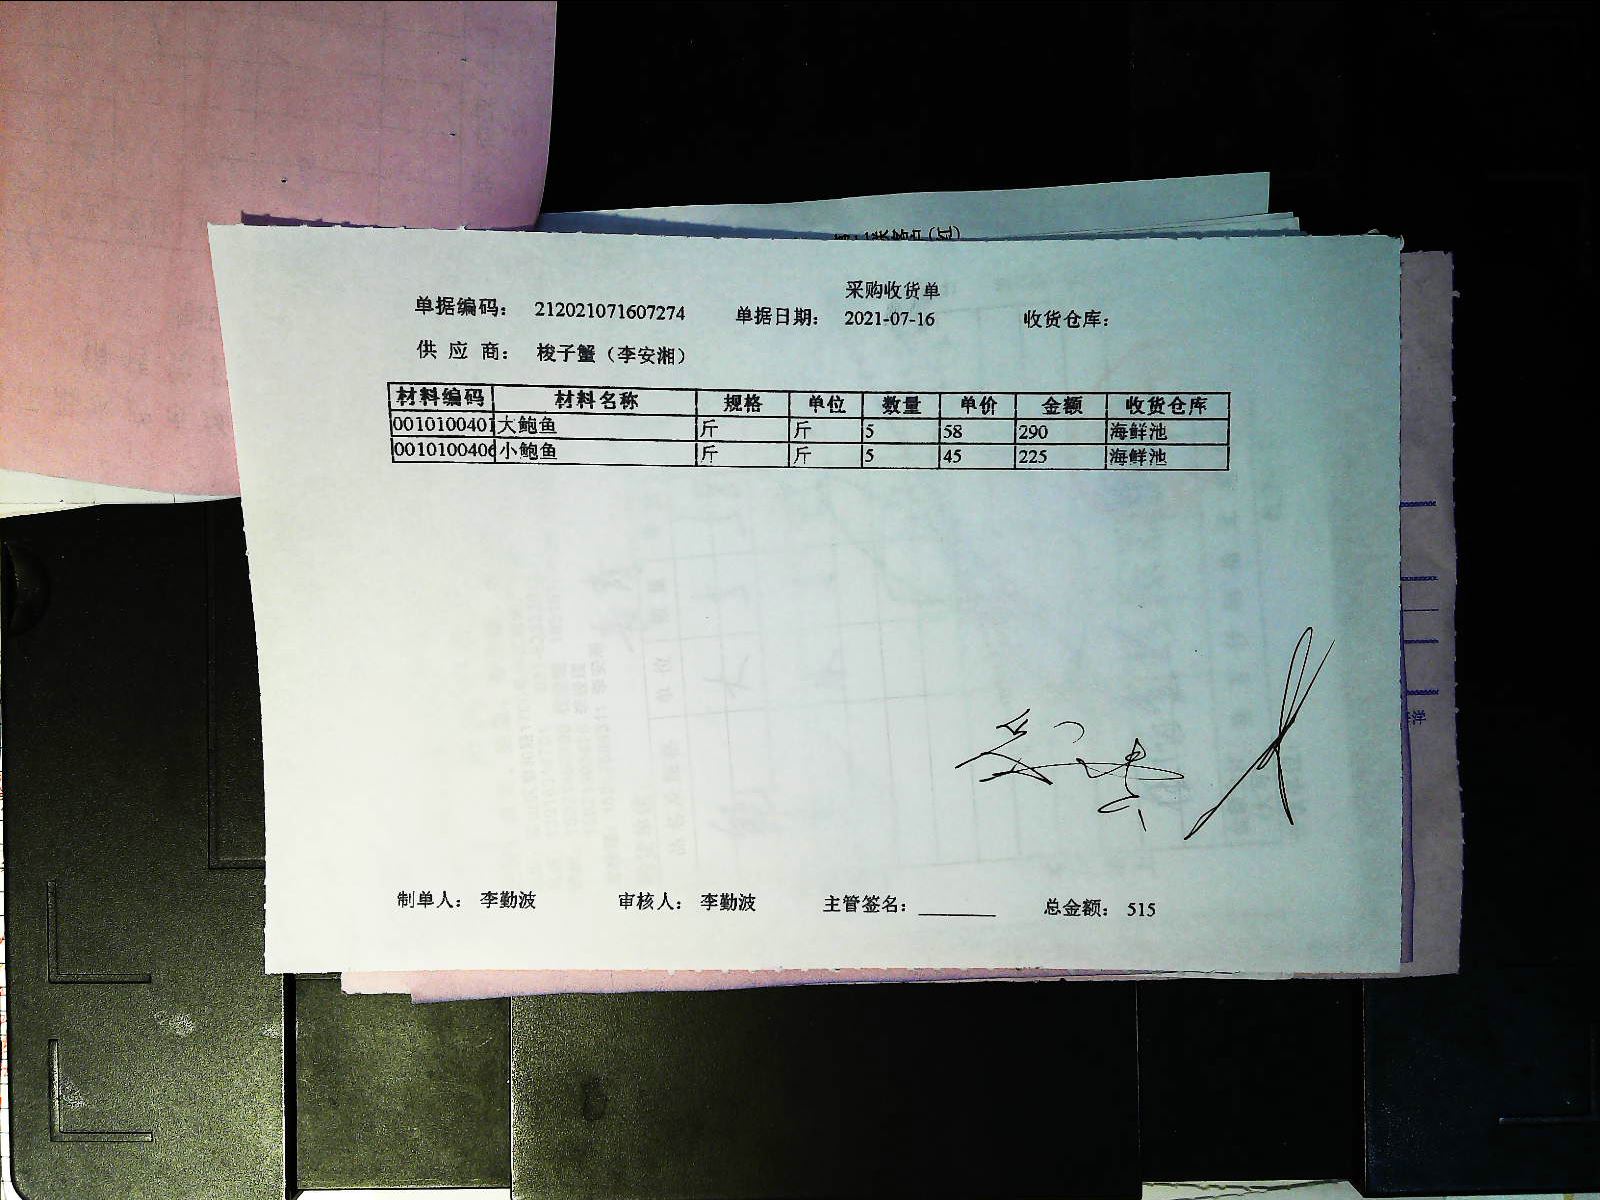 采购收货单
单据编码： 212021071607274 单据日期： 2021-07-16 收货仓库：
供 应 商： 梭子蟹（李安湘）
材料编码 材料名称 规格 单位 数量 单价 金额 收货仓库
0010100401 大鲍鱼 斤 斤 5 58 290 海鲜池
0010100406 小鲍鱼 斤 斤 5 45 225 海鲜池
制单人： 李勤波 审核人： 李勤波 主管签名： 总金额： 515